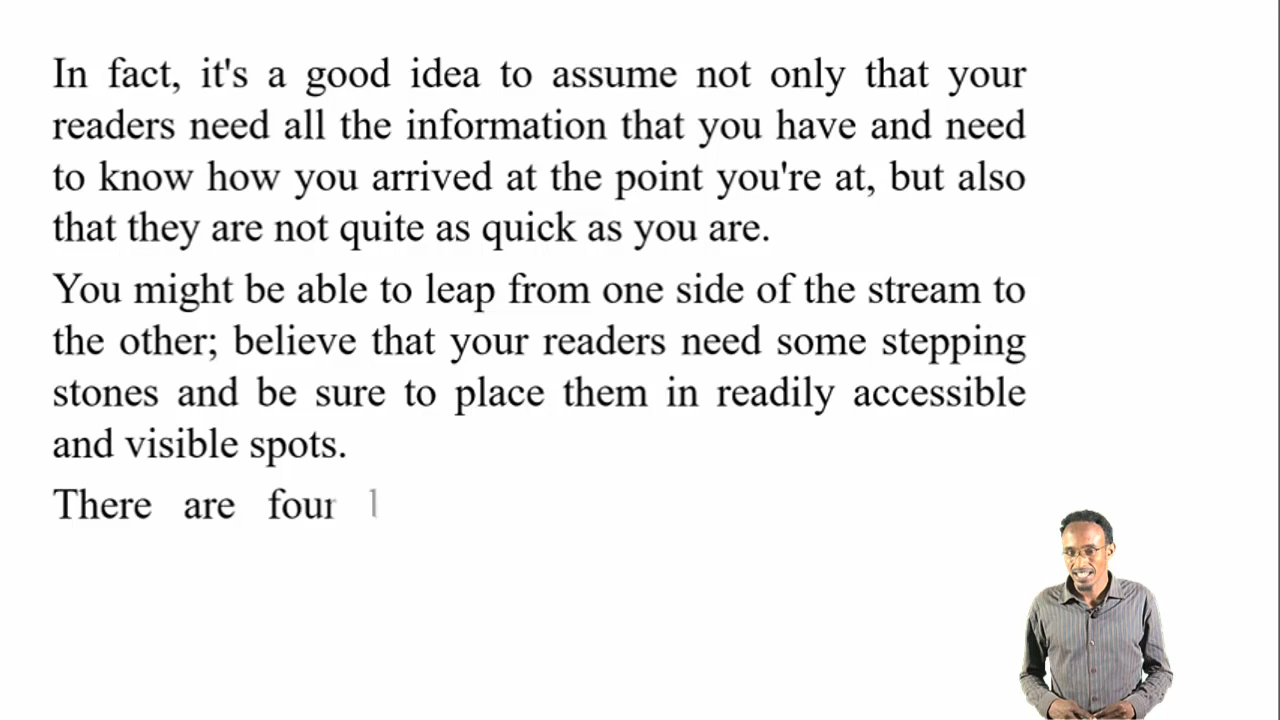 In fact, it's a good idea to assume not only that your
readers need all the information that you have and need
to know how you arrived at the point you're at, but also
that they are not quite as quick as you are.
You might be able to leap from one side of the stream to
the other; believe that your readers need some stepping
stones and be sure to place them in readily accessible
and visible spots.
There are four